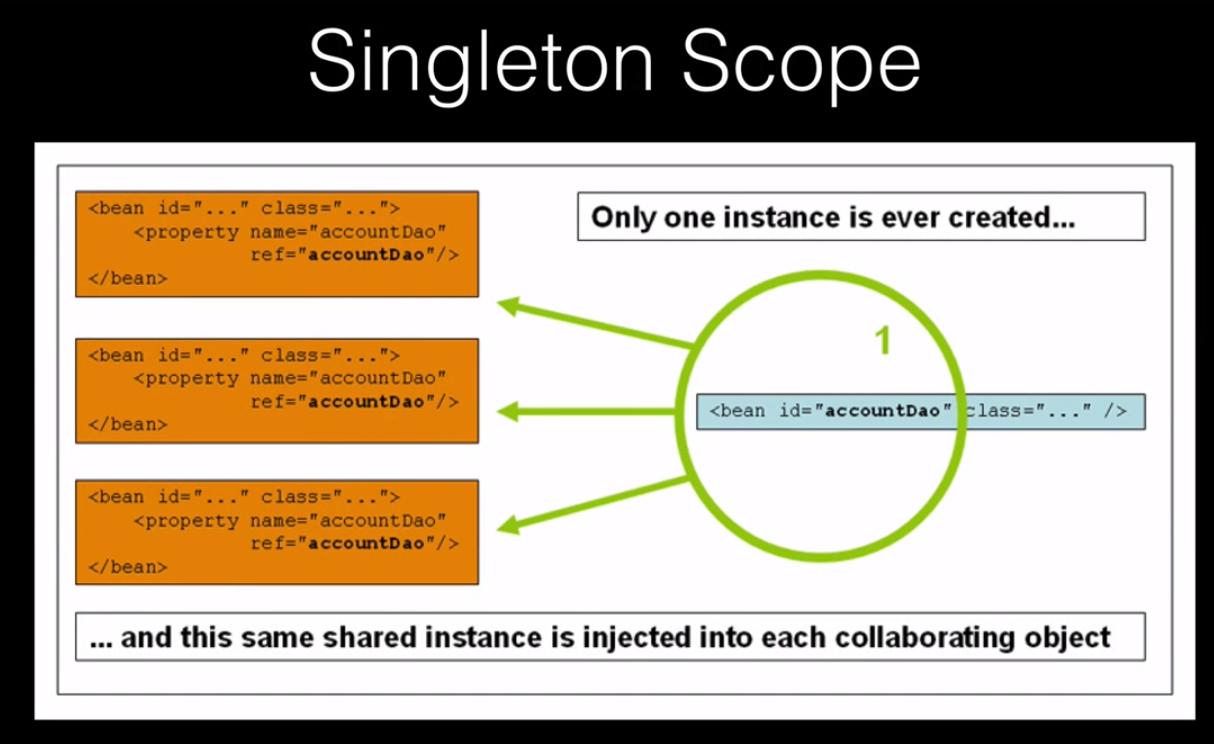 Singleton Scope
<bean id="..." class="...">
<property name="accountDao"
ref="accountDao"/>
</bean>
Only one instance is ever created...
<bean id="..." class="...">
<property name="accountDao"
ref="accountDao"/>
</bean>
1
<bean id="accountDao" class="..." />
<bean id="..." class="...">
<property name="accountDao"
ref="accountDao"/>
</bean>
... and this same shared instance is injected into each collaborating object